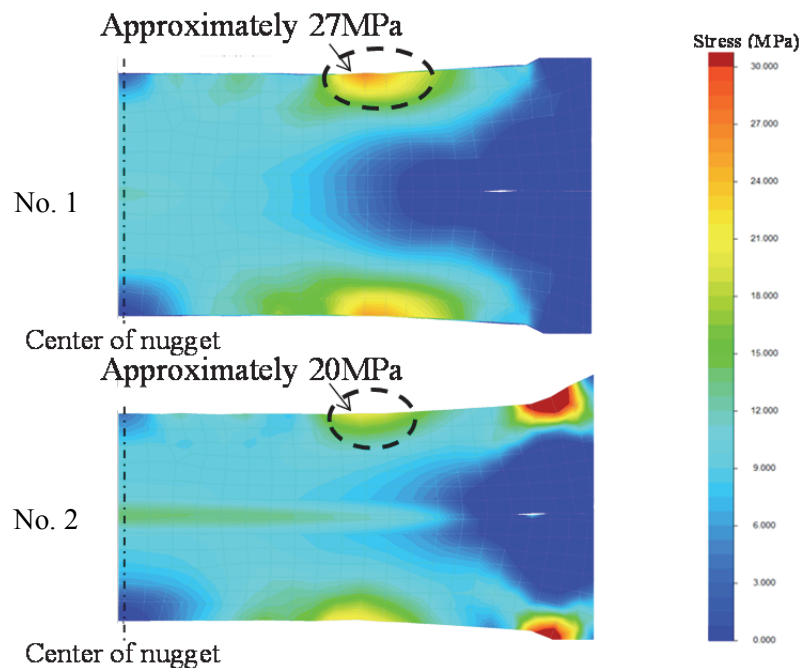 Approximately 27MPa
No. 1
Center of nugget
Approximately 20MPa
No. 2
Center of nugget
Stress (MPa)
30.000
27.000
24.000
21.000
18.000
15.000
12.000
9.000
6.000
3.000
0.000